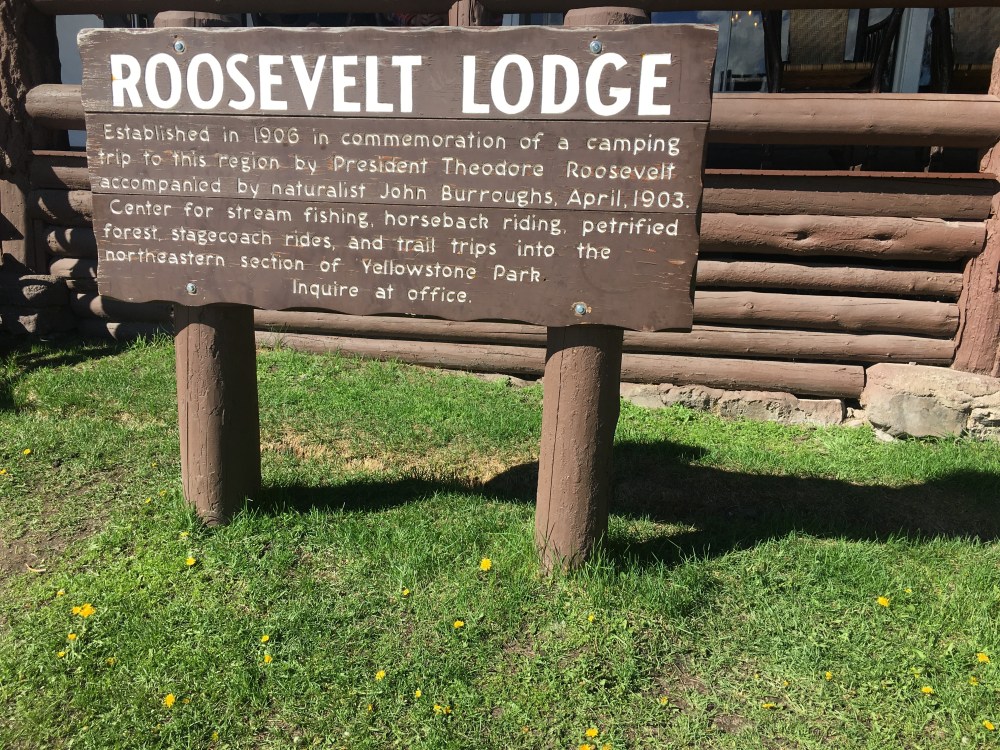 ROOSEVELT LODGE
Established in 1906 in commemoration of a camping
trip to this region by President Theodore Roosevelt
accompanied by naturalist John Burroughs, April, 1903.
Center for stream fishing, horseback riding, petrified
forest, stagecoach rides, and trail trips into the
northeastern section of Yellowstone Park.
Inquire at office.